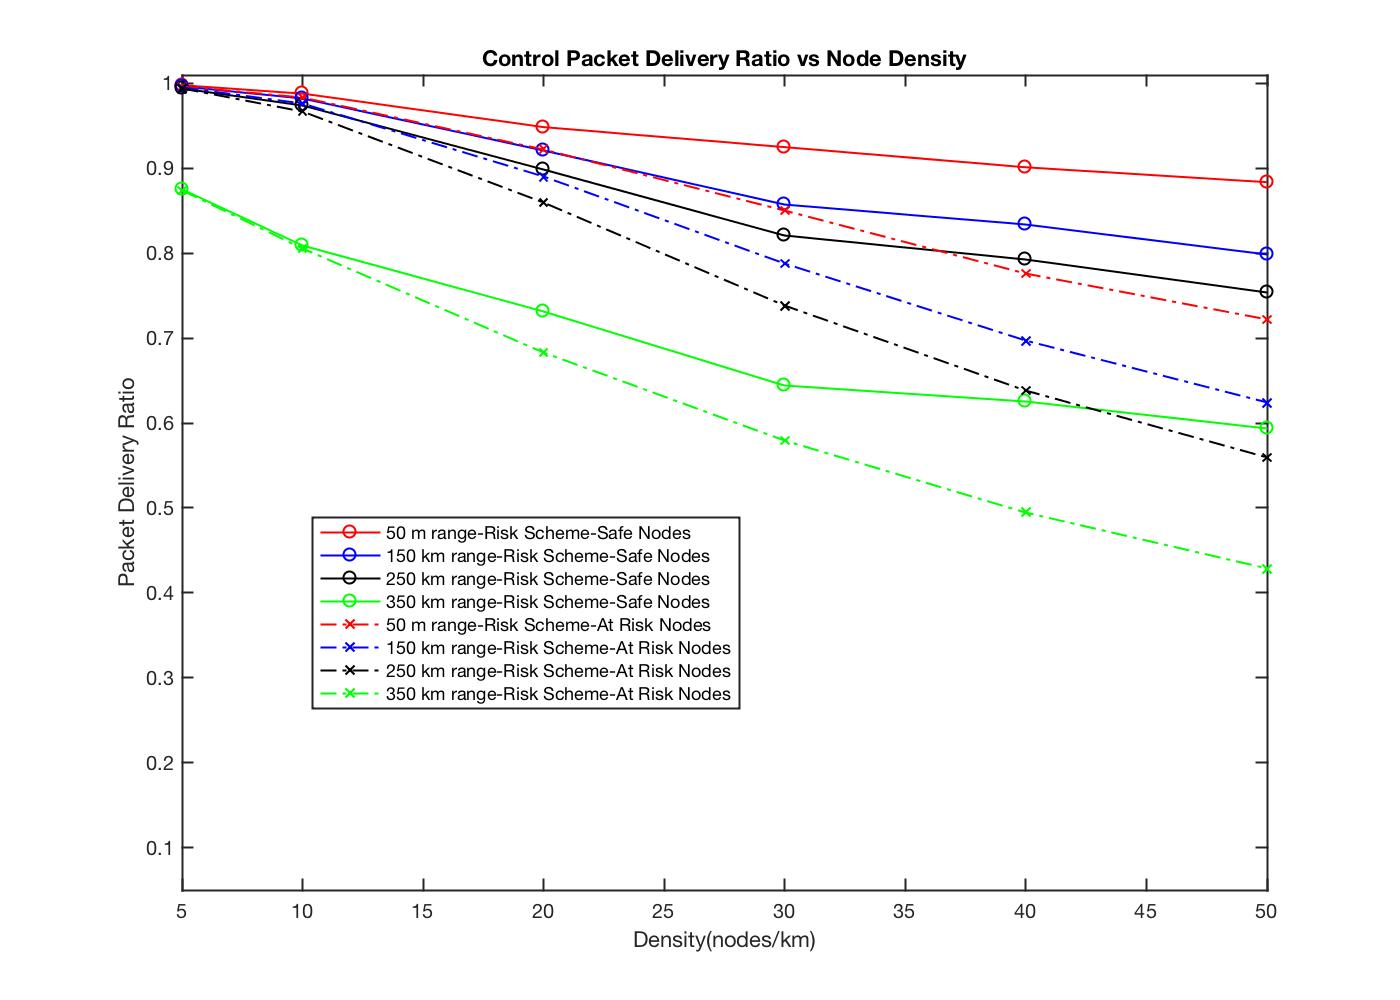 Control Packet Delivery Ratio vs Node Density
1
0.9
0.8
0.7
0.6
0.5
0.4
0.3
0.2
0.1
Packet Delivery Ratio
50 m range-Risk Scheme-Safe Nodes
150 km range-Risk Scheme-Safe Nodes
250 km range-Risk Scheme-Safe Nodes
350 km range-Risk Scheme-Safe Nodes
50 m range-Risk Scheme-At Risk Nodes
150 km range-Risk Scheme-At Risk Nodes
250 km range-Risk Scheme-At Risk Nodes
350 km range-Risk Scheme-At Risk Nodes
5 10 15 20 25 30 35 40 45 50
Density(nodes/km)